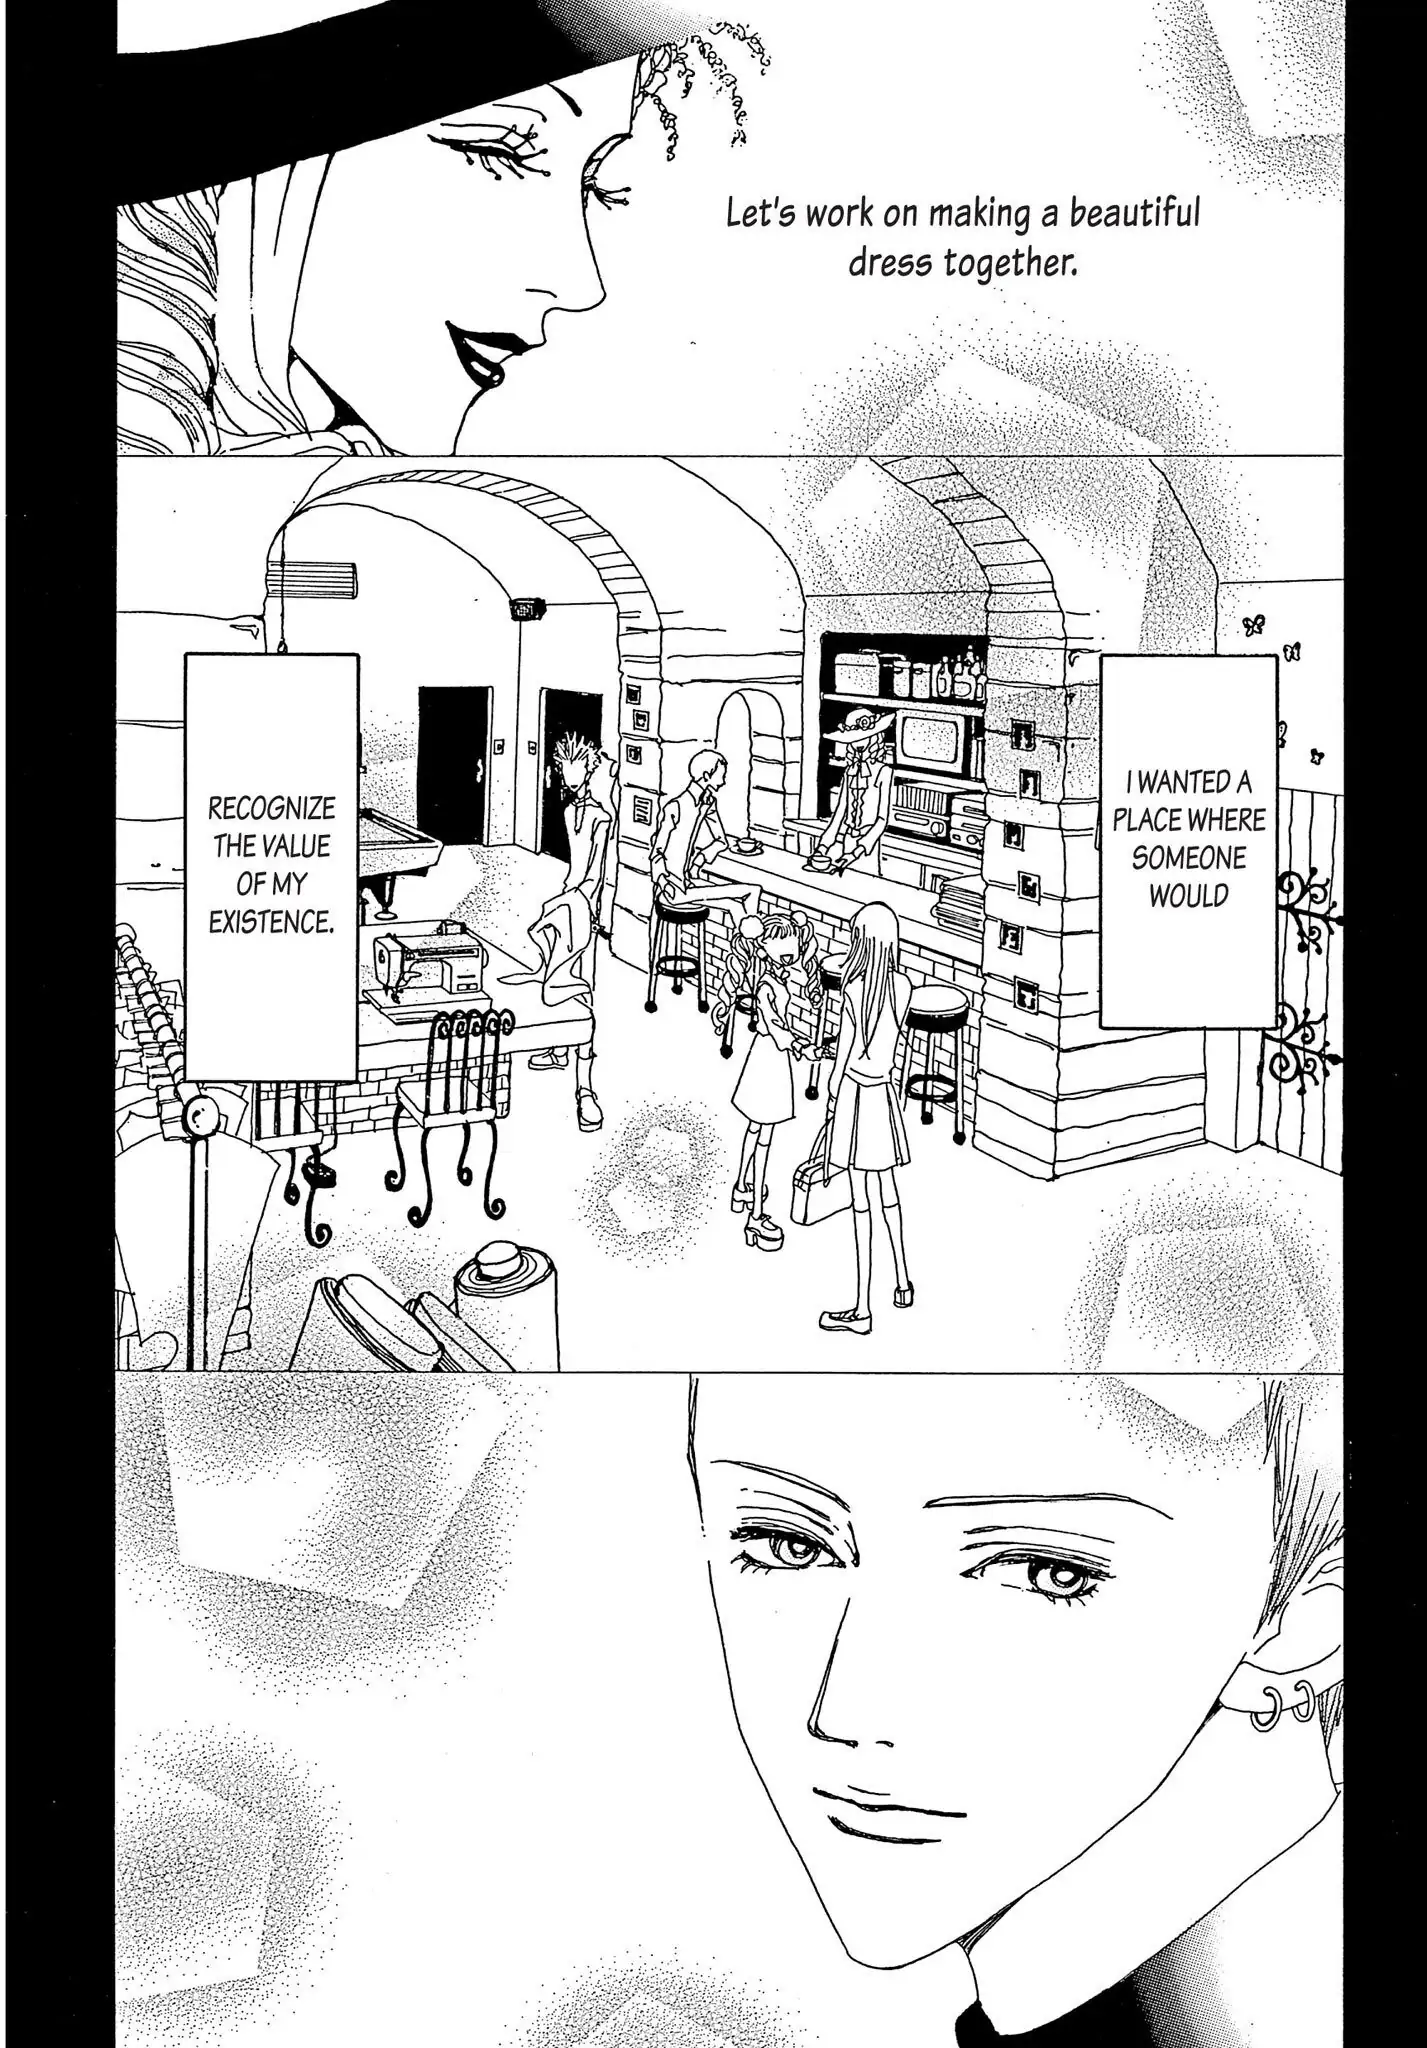 Let's work on making a beautiful
dress together.
I WANTED A
PLACE WHERE
SOMEONE
WOULD
RECOGNIZE
THE VALUE
OF MY
EXISTENCE.